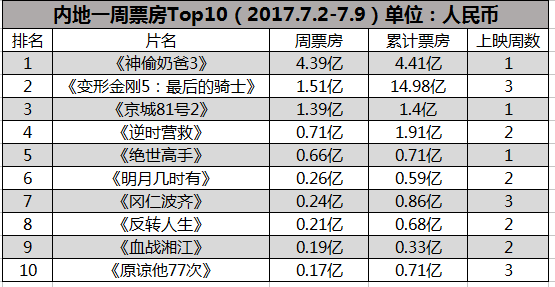 内地一周票房Top10（2017.7.2-7.9）单位：人民币
排名 片名 周票房 累计票房 上映周数
1 《神偷奶爸3》 4.39亿 4.41亿 1
2 《变形金刚5：最后的骑士》 1.51亿 14.98亿 3
3 《京城81号2》 1.39亿 1.4亿 1
4 《逆时营救》 0.71亿 1.91亿 2
5 《绝世高手》 0.66亿 0.71亿 1
6 《明月几时有》 0.26亿 0.59亿 2
7 《冈仁波齐》 0.24亿 0.86亿 3
8 《反转人生》 0.21亿 0.68亿 2
9 《血战湘江》 0.19亿 0.33亿 2
10 《原谅他77次》 0.17亿 0.71亿 3